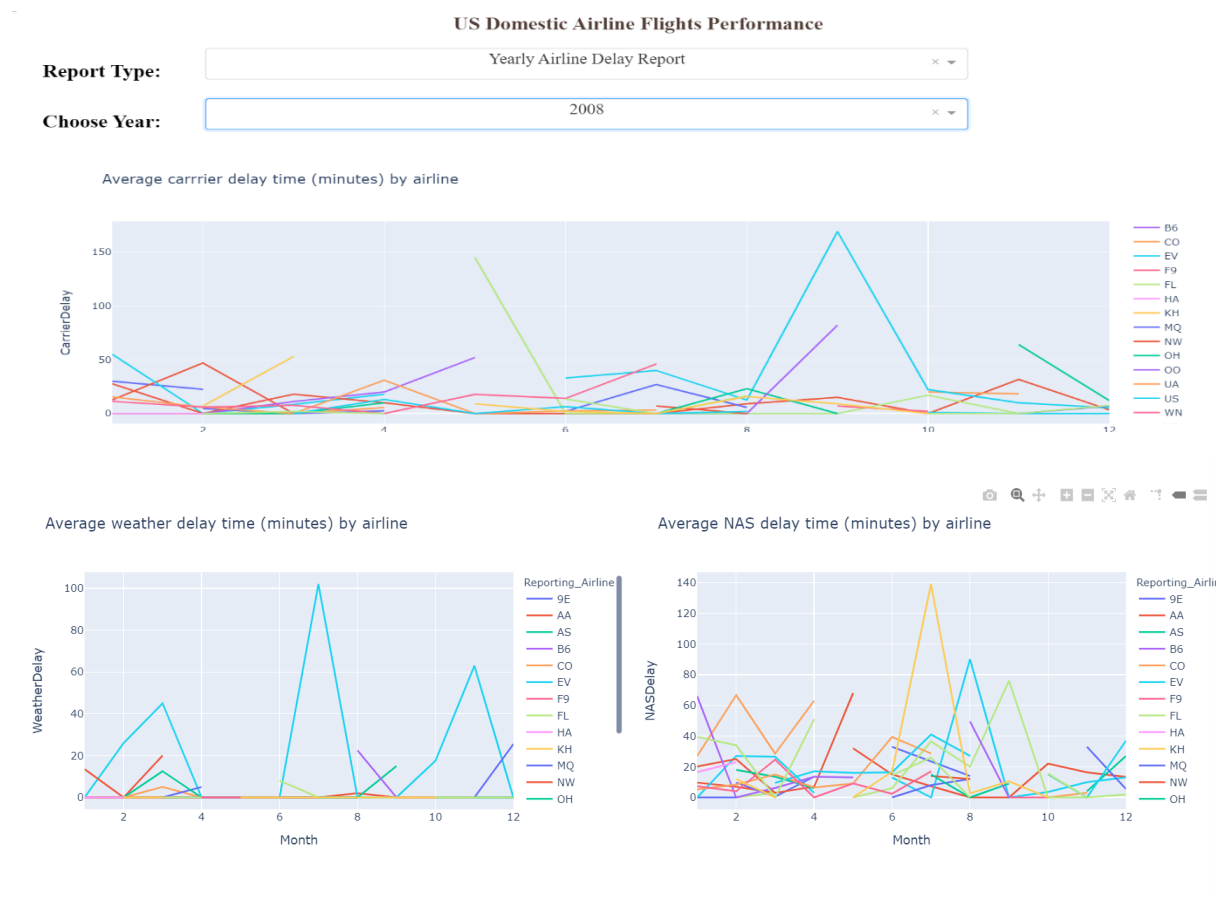 US Domestic Airline Flights Performance
Report Type:
Yearly Airline Delay Report
Choose Year:
2008
Average carrrier delay time (minutes) by airline
CarrierDelay
150
100
50
0
2
4
6
8
10
12
B6
CO
EV
F9
FL
HA
KH
MQ
NW
OH
OO
UA
US
WN
Average weather delay time (minutes) by airline
WeatherDelay
100
80
60
40
20
0
2
4
6
8
10
12
Month
Reporting_Airline
9E
AA
AS
B6
CO
EV
F9
FL
HA
KH
MQ
NW
OH
Average NAS delay time (minutes) by airline
NASDelay
140
120
100
80
60
40
20
0
2
4
6
8
10
12
Month
Reporting_Airlin
9E
AA
AS
B6
CO
EV
F9
FL
HA
KH
MQ
NW
OH